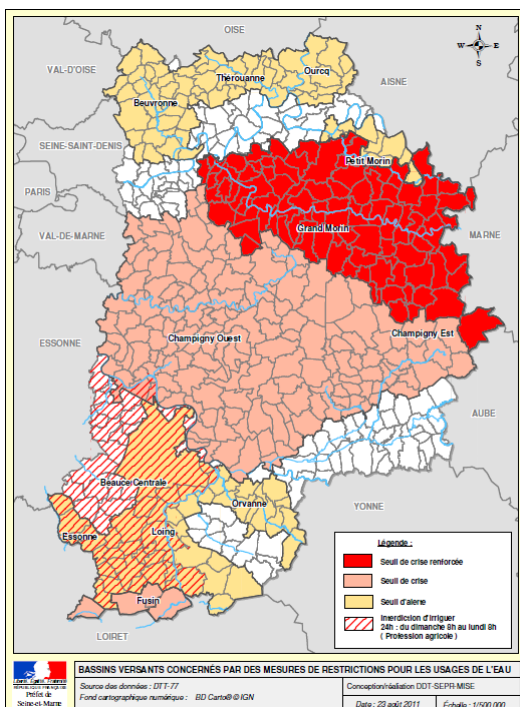 OISE
N
W E
S
VAL-D'OISE
Thérouanne
Ourcq
AISNE
Beuvronne
SEINE-SAINT-DENIS
Petit Morin
PARIS
Grand Morin
MARNE
VAL-DE-MARNE
Champigny Est
Champigny Ouest
ESSONNE
AUBE
Beauce Centrale
Orvanne
YONNE
Essonne
Loing
Fusin
LOIRET
Légende :
Seuil de crise renforcée
Seuil de crise
Seuil d'alerte
Interdiction d'irriguer
24h : du dimanche 8h au lundi 8h
( Profession agricole )
Liberté • Égalité • Fraternité
RÉPUBLIQUE FRANÇAISE
Préfet de
Seine-et-Marne
BASSINS VERSANTS CONCERNÉS PAR DES MESURES DE RESTRICTIONS POUR LES USAGES DE L'EAU
Source des données : DTT-77
Fond cartographique numérique : BD Carto® © IGN
Conception/réalisation DDT-SEPR-MISE
Date : 23 août 2011
Échelle : 1/500 000